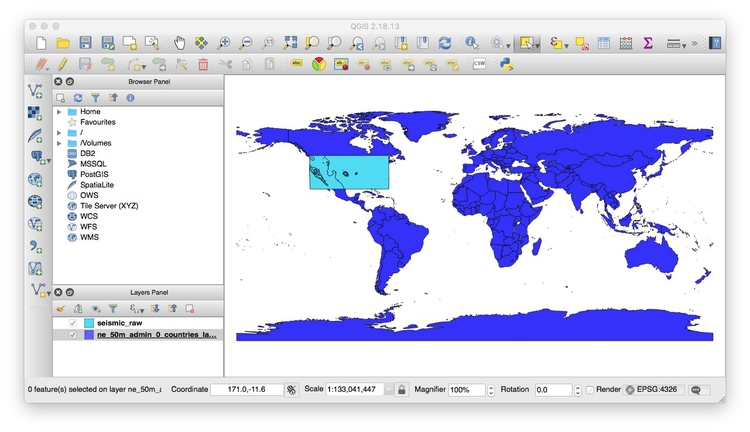 QGIS 2.18.13
Browser Panel
Home
Favourites
/
/Volumes
DB2
MSSQL
PostGIS
SpatiaLite
OWS
Tile Server (XYZ)
WCS
WFS
WMS
Layers Panel
seismic_raw
ne_50m_admin_0_countries_la...
0 feature(s) selected on layer ne_50m_a Coordinate 171.0,-11.6 Scale 1:133,041,447 Magnifier 100% Rotation 0.0 Render EPSG:4326